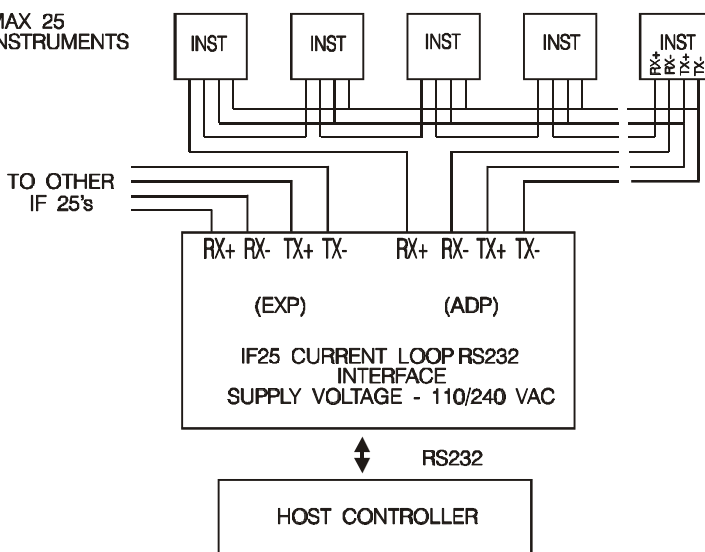 MAX 25
INSTRUMENTS
INST
INST
INST
INST
INST
RX+
RX-
TX+
TX-
TO OTHER
IF 25's
RX+ RX- TX+ TX-
RX+ RX- TX+ TX-
(EXP)
(ADP)
IF25 CURRENT LOOP RS232
INTERFACE
SUPPLY VOLTAGE - 110/240 VAC
RS232
HOST CONTROLLER